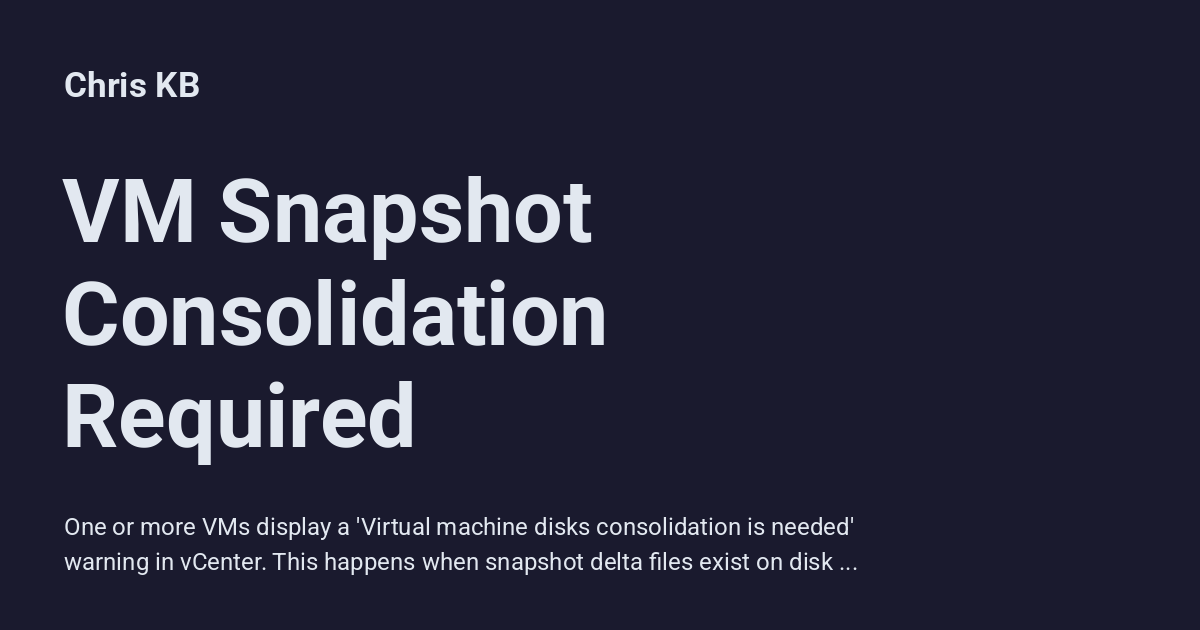 Chris KB
VM Snapshot
Consolidation
Required
One or more VMs display a 'Virtual machine disks consolidation is needed'
warning in vCenter. This happens when snapshot delta files exist on disk ...